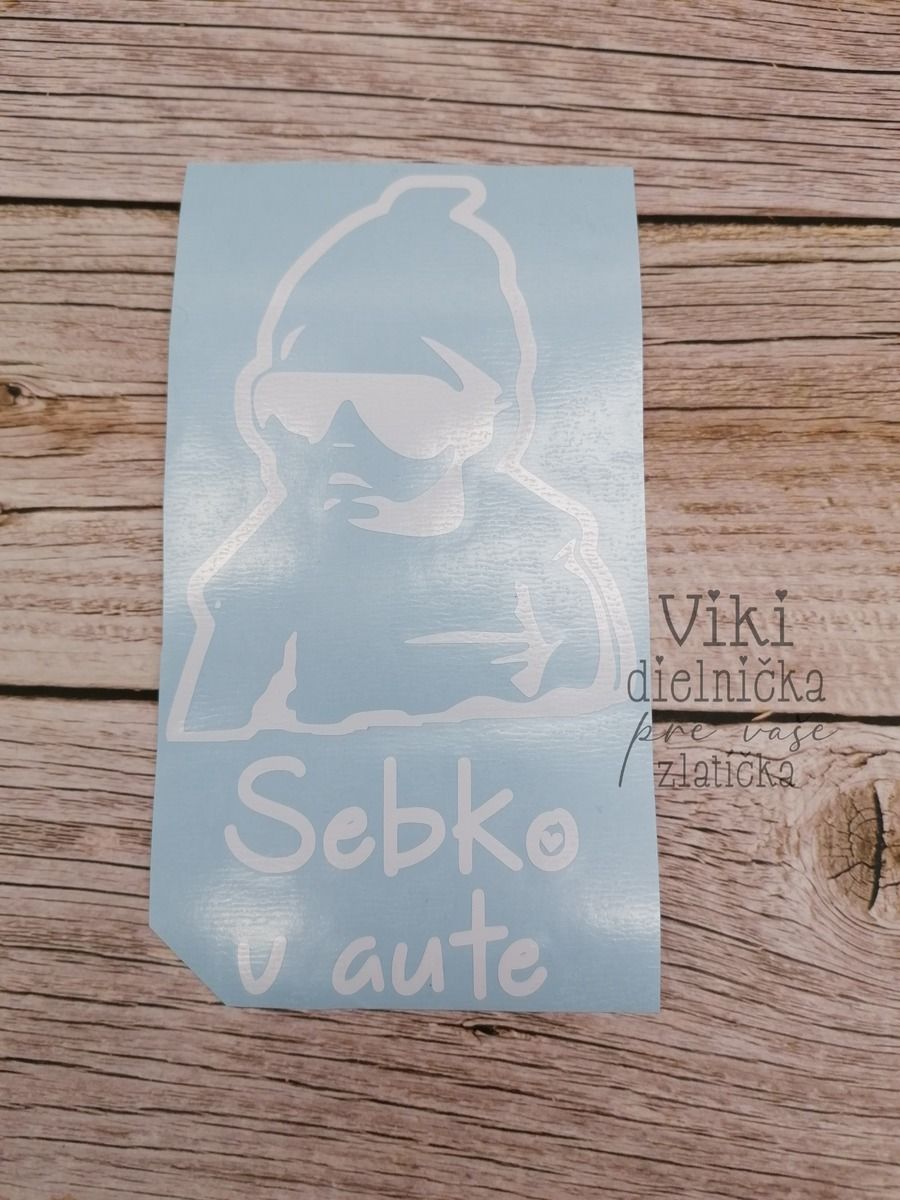 Sebko
v aute
Viki
dielnička
pre vaše
zlatíčka